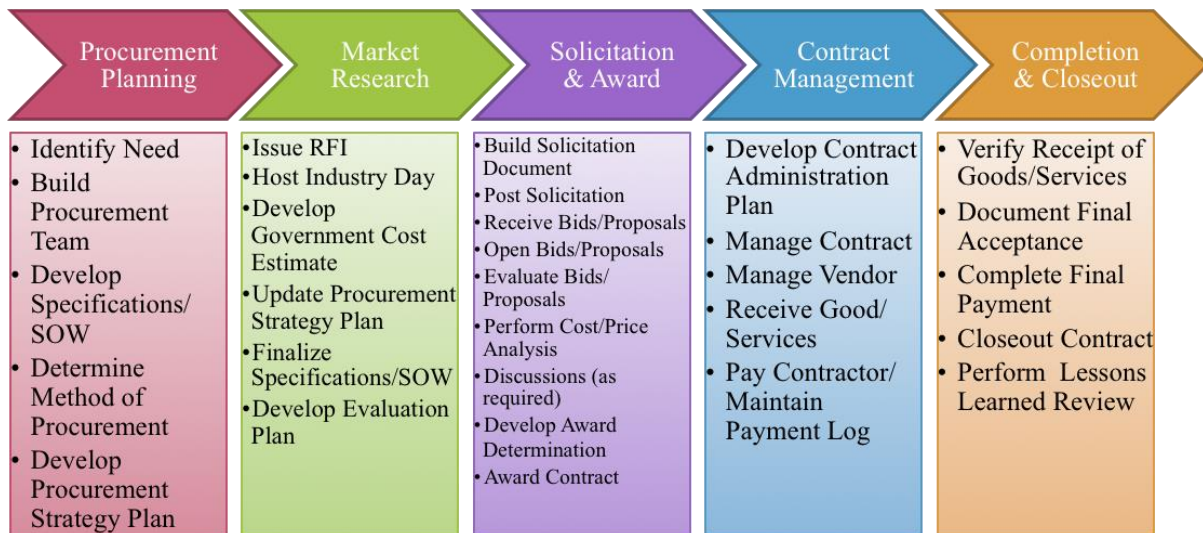 Procurement
Planning
Market
Research
Solicitation
& Award
Contract
Management
Completion
& Closeout
• Identify Need
• Build
Procurement
Team
• Develop
Specifications/
SOW
• Determine
Method of
Procurement
• Develop
Procurement
Strategy Plan
•Issue RFI
•Host Industry Day
•Develop
Government Cost
Estimate
•Update Procurement
Strategy Plan
•Finalize
Specifications/SOW
•Develop Evaluation
Plan
• Build Solicitation
Document
• Post Solicitation
• Receive Bids/Proposals
• Open Bids/Proposals
• Evaluate Bids/
Proposals
• Perform Cost/Price
Analysis
• Discussions (as
required)
• Develop Award
Determination
• Award Contract
• Develop Contract
Administration
Plan
• Manage Contract
• Manage Vendor
• Receive Good/
Services
• Pay Contractor/
Maintain
Payment Log
• Verify Receipt of
Goods/Services
• Document Final
Acceptance
• Complete Final
Payment
• Closeout Contract
• Perform Lessons
Learned Review